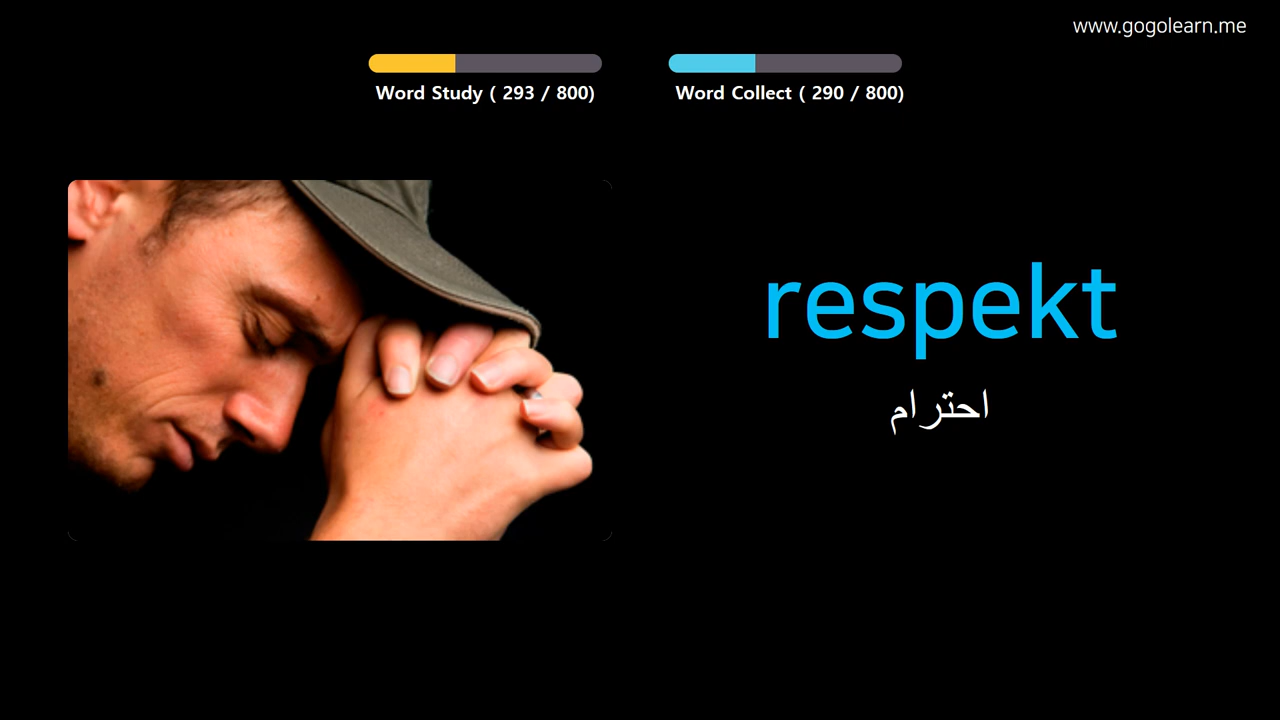 www.gogolearn.me
Word Study ( 293 / 800)
Word Collect ( 290 / 800)
respekt
احترام